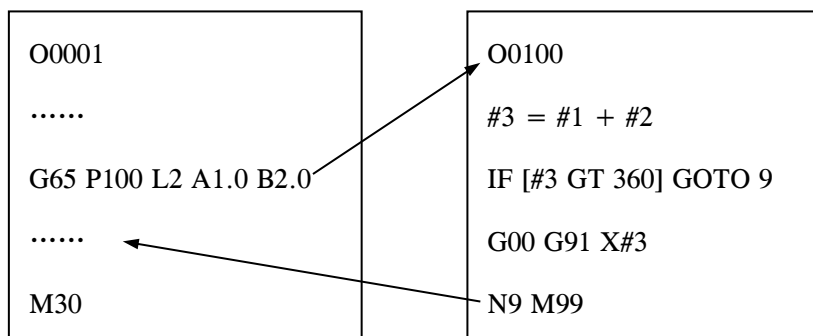 O0001
……
G65 P100 L2 A1.0 B2.0
……
M30
O0100
#3 = #1 + #2
IF [#3 GT 360] GOTO 9
G00 G91 X#3
N9 M99